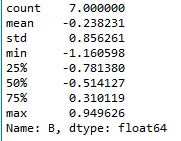 count    7.000000
mean    -0.238231
std      0.856261
min     -1.160598
25%     -0.781380
50%     -0.514127
75%      0.310119
max      0.949626
Name: B, dtype: float64